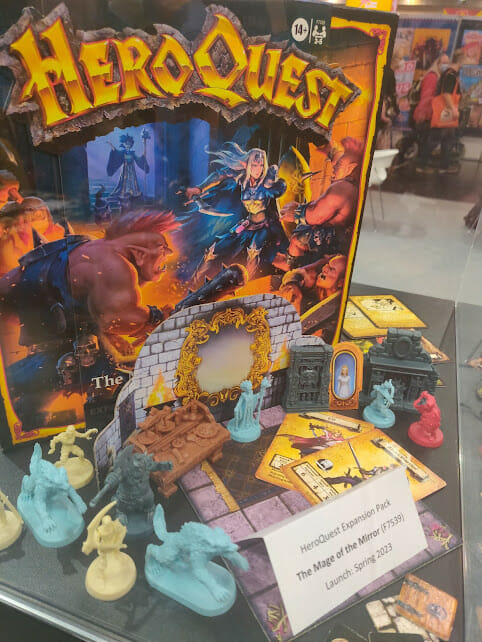 14+
HEROQUEST
The
HeroQuest Expansion Pack
The Mage of the Mirror (F7539)
Launch: Spring 2023